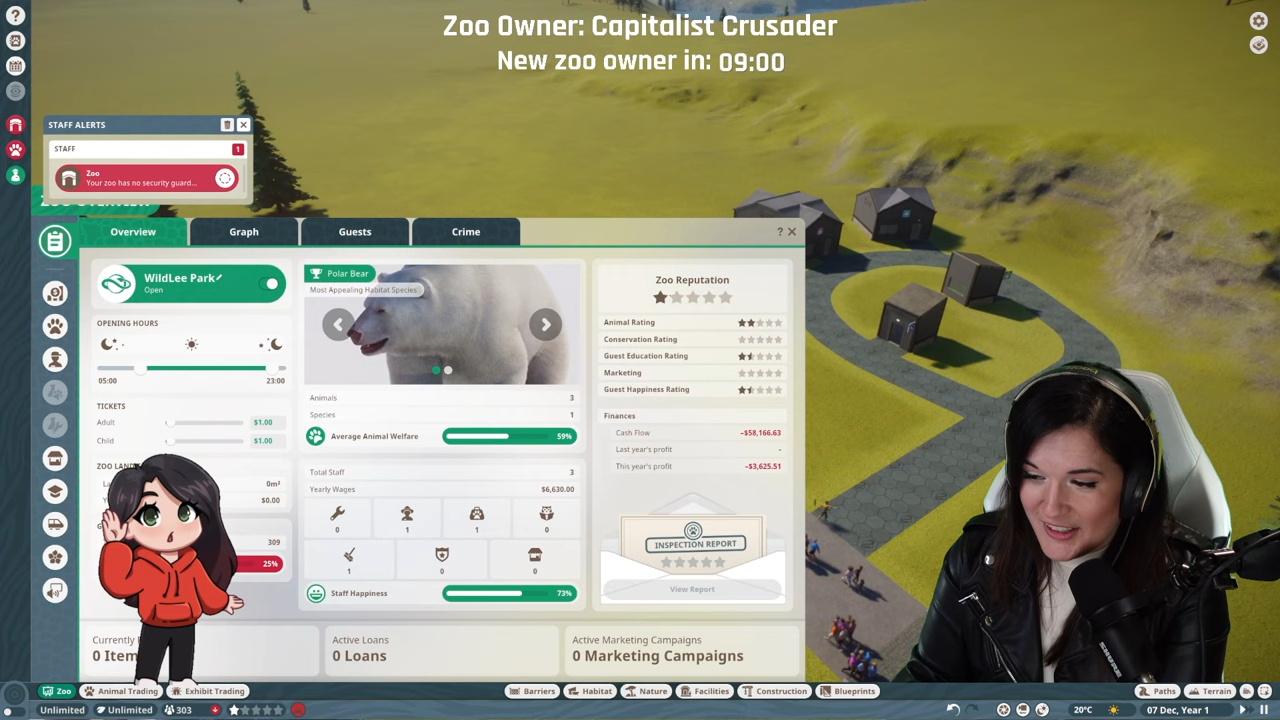 Zoo Owner: Capitalist Crusader
New zoo owner in: 09:00
STAFF ALERTS
STAFF
1
Zoo
Your zoo has no security guard...
Overview
Graph
Guests
Crime
?
WildLee Park
Open
OPENING HOURS
05:00
23:00
TICKETS
Adult
$1.00
Child
$1.00
0m²
$0.00
309
25%
Polar Bear
Most Appealing Habitat Species
Animals
3
Species
1
Average Animal Welfare
59%
Total Staff
3
Yearly Wages
$6,630.00
0
1
1
0
1
0
0
Staff Happiness
73%
Zoo Reputation
Animal Rating
Conservation Rating
Guest Education Rating
Marketing
Guest Happiness Rating
Finances
Cash Flow
-$58,166.63
Last year's profit
-
This year's profit
-$3,625.51
INSPECTION REPORT
View Report
Currently
0 Item
Active Loans
0 Loans
Active Marketing Campaigns
0 Marketing Campaigns
Zoo
Animal Trading
Exhibit Trading
Barriers
Habitat
Nature
Facilities
Construction
Blueprints
Paths
Terrain
Unlimited
Unlimited
303
20°C
07 Dec, Year 1
SHURE